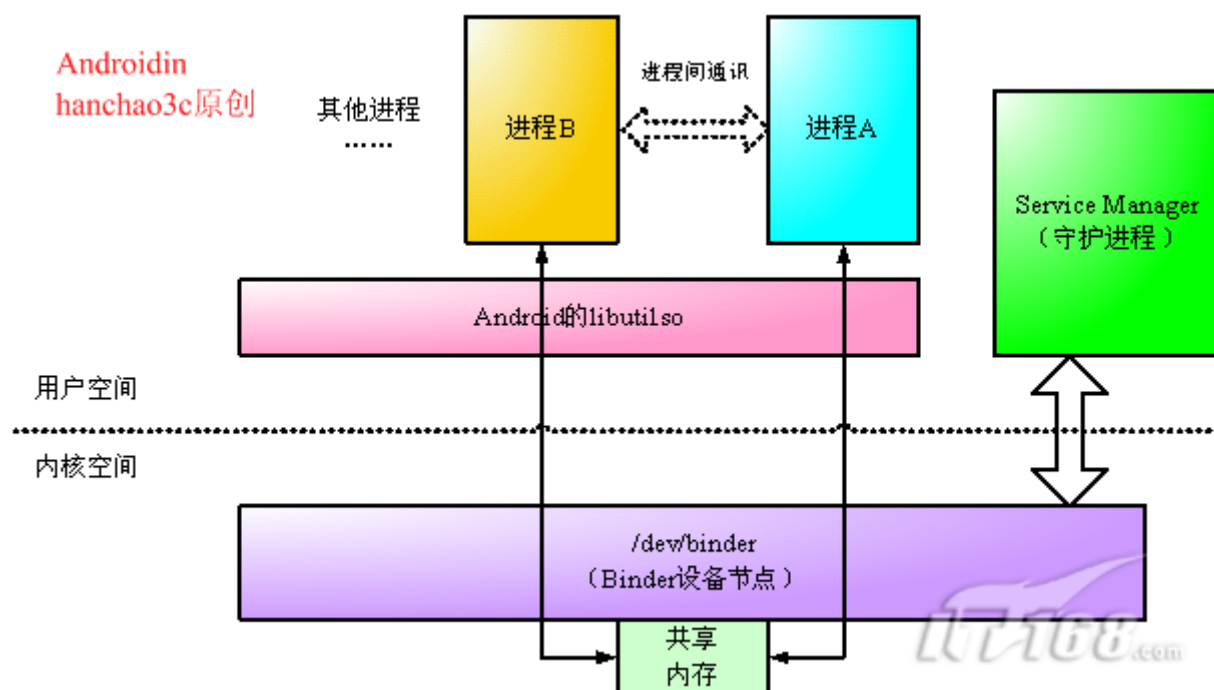 Androidin
hanchao3c原创
其他进程
……
进程B
进程间通讯
进程A
Service Manager
（守护进程）
Android的libutilso
用户空间
内核空间
/dev/binder
（Binder设备节点）
共享
内存
IT168.com